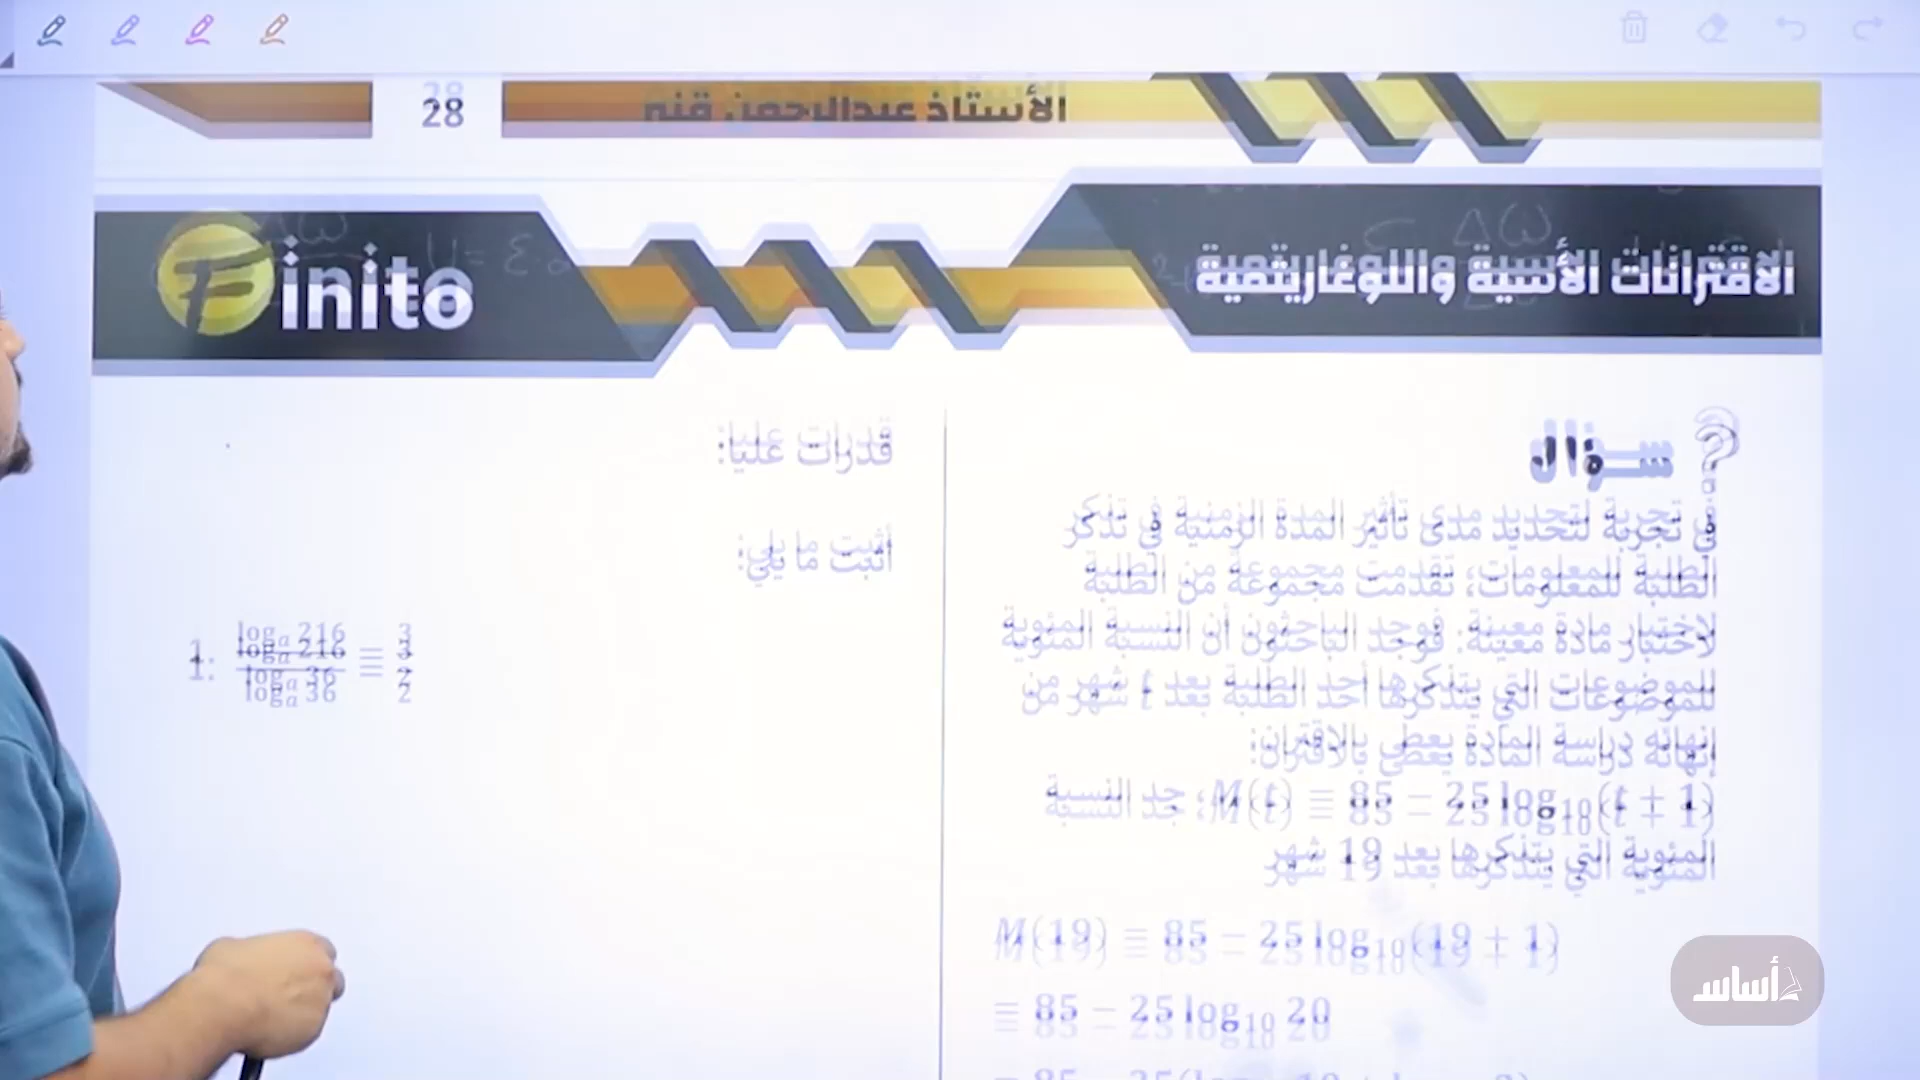 28
الأستاذ عبدالرحمن قنبر
Finito
الاقترانات الأسية واللوغاريتمية
سؤال
في تجربة لتحديد مدى تأثير المدة الزمنية في تذكر
الطلبة للمعلومات، تقدمت مجموعة من الطلبة
لاختبار مادة معينة. فوجد الباحثون أن النسبة المئوية
للموضوعات التي يتذكرها أحد الطلبة بعد t شهر من
إنهائه دراسة المادة يعطى بالاقتران:
M(t) = 85 − 25 log₁₀(t + 1)؛ جد النسبة
المئوية التي يتذكرها بعد 19 شهر
M(19) = 85 − 25 log₁₀(19 + 1)
= 85 − 25 log₁₀ 20
قدرات عليا:
أثبت ما يلي:
1. logₐ 216 / logₐ 36 = 3/2
أساس